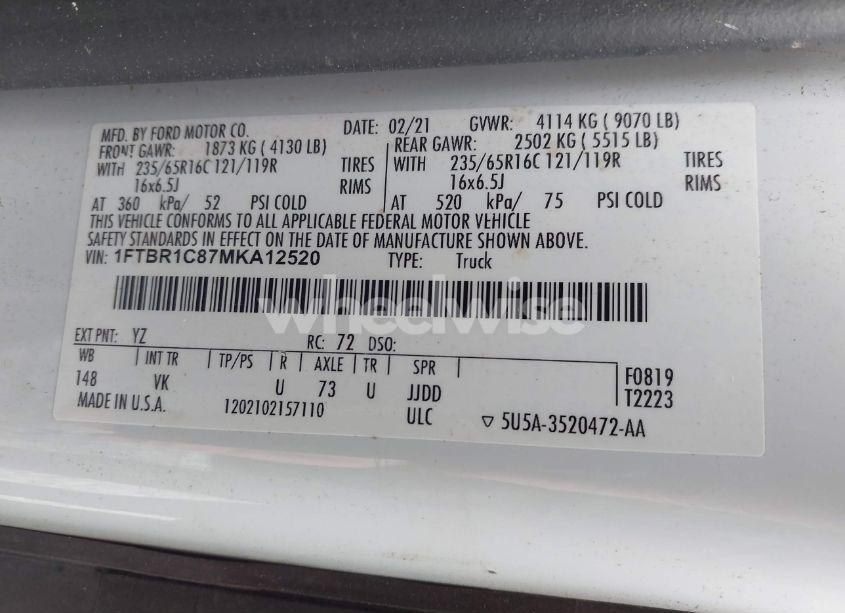 MFD. BY FORD MOTOR CO. DATE: 02/21 GVWR: 4114 KG ( 9070 LB)
FRONT GAWR: 1873 KG ( 4130 LB) REAR GAWR: 2502 KG ( 5515 LB)
WITH 235/65R16C 121/119R TIRES WITH 235/65R16C 121/119R TIRES
16x6.5J RIMS 16x6.5J RIMS
AT 360 kPa/ 52 PSI COLD AT 520 kPa/ 75 PSI COLD
THIS VEHICLE CONFORMS TO ALL APPLICABLE FEDERAL MOTOR VEHICLE
SAFETY STANDARDS IN EFFECT ON THE DATE OF MANUFACTURE SHOWN ABOVE.
VIN: 1FTBR1C87MKA12520 TYPE: Truck
wheelwise
EXT PNT: YZ RC: 72 DSO:
WB INT TR TP/PS R AXLE TR SPR F0819
148 VK U 73 U JJDD T2223
MADE IN U.S.A. 1202102157110 ULC ▽ 5U5A-3520472-AA